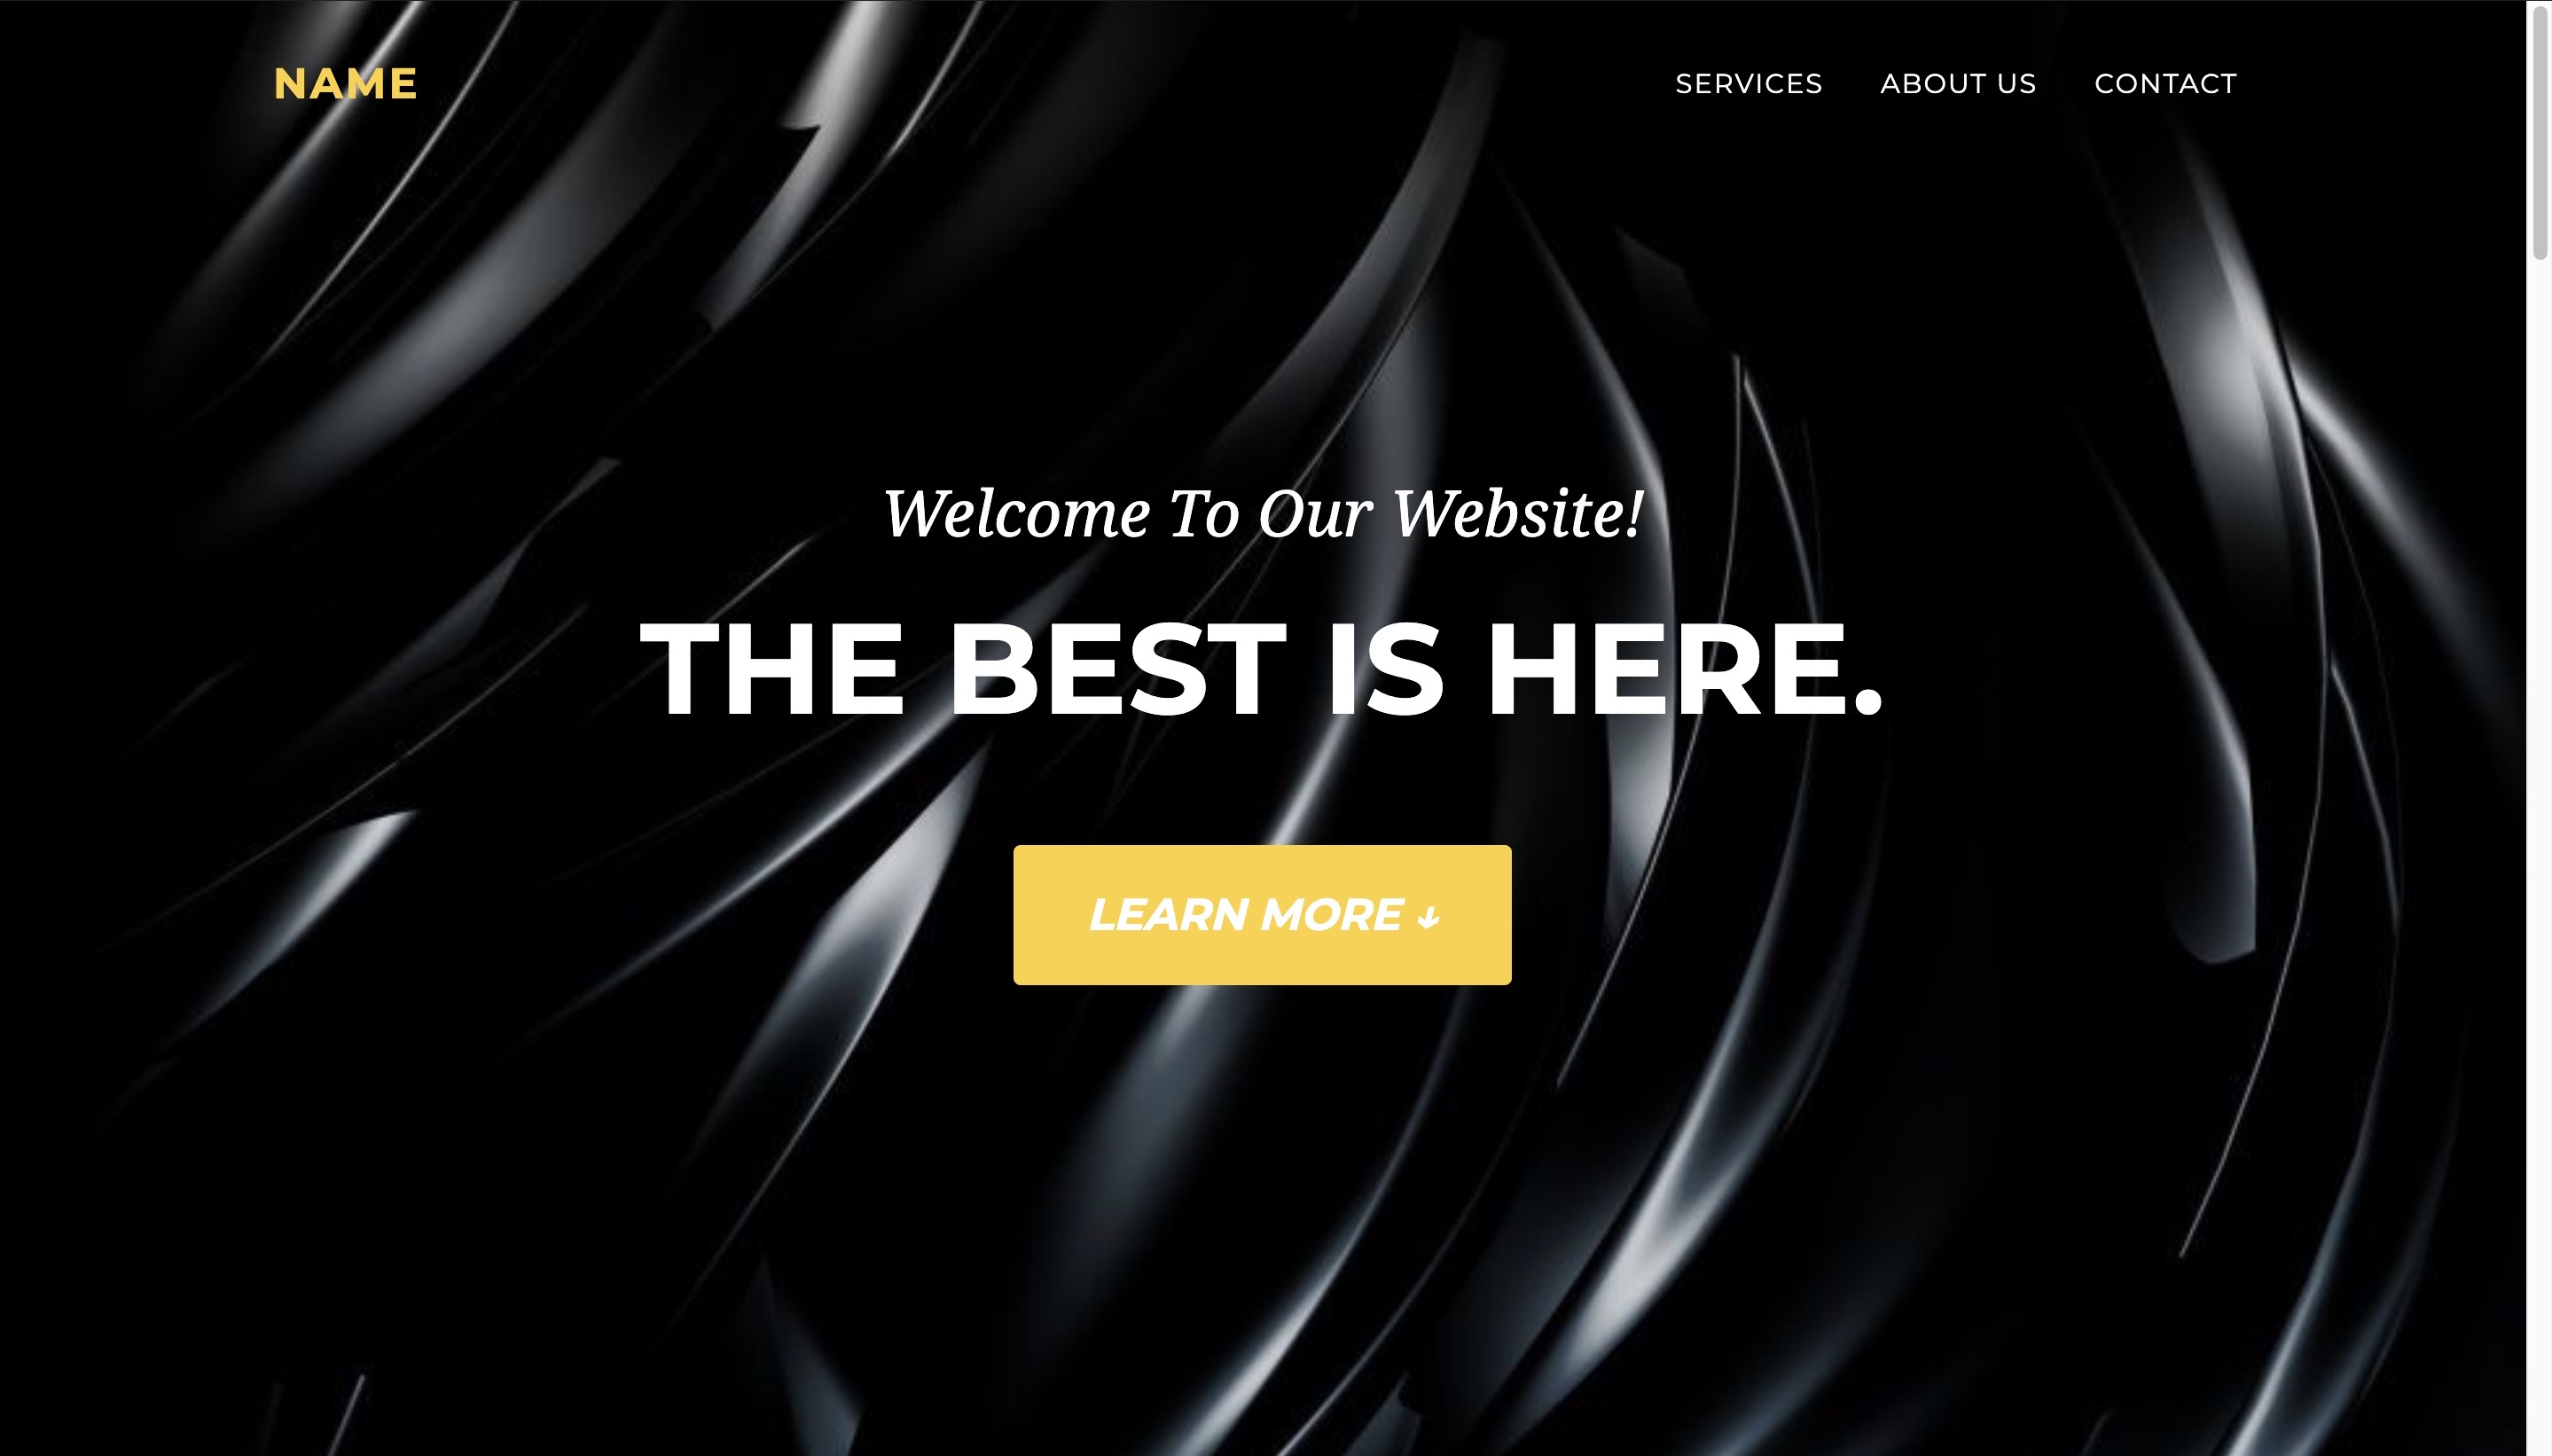 NAME
SERVICES ABOUT US CONTACT
Welcome To Our Website!
THE BEST IS HERE.
LEARN MORE ↓